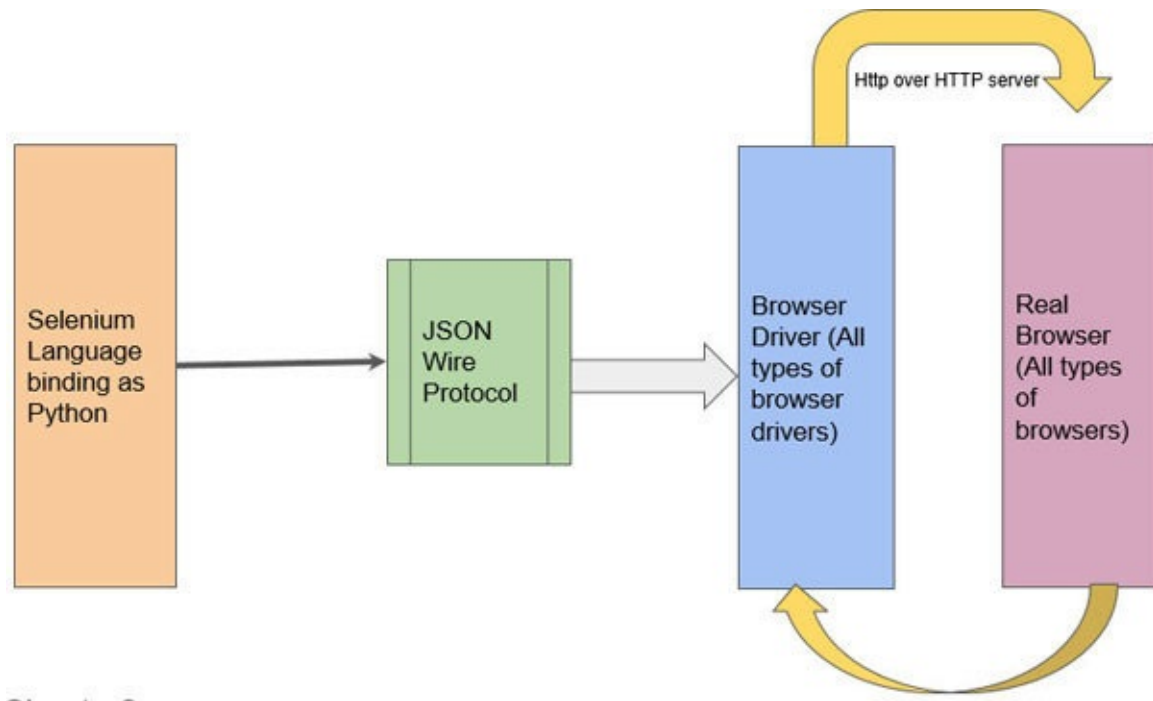 Http over HTTP server
Selenium
Language
binding as
Python
JSON
Wire
Protocol
Browser
Driver (All
types of
browser
drivers)
Real
Browser
(All types
of
browsers)